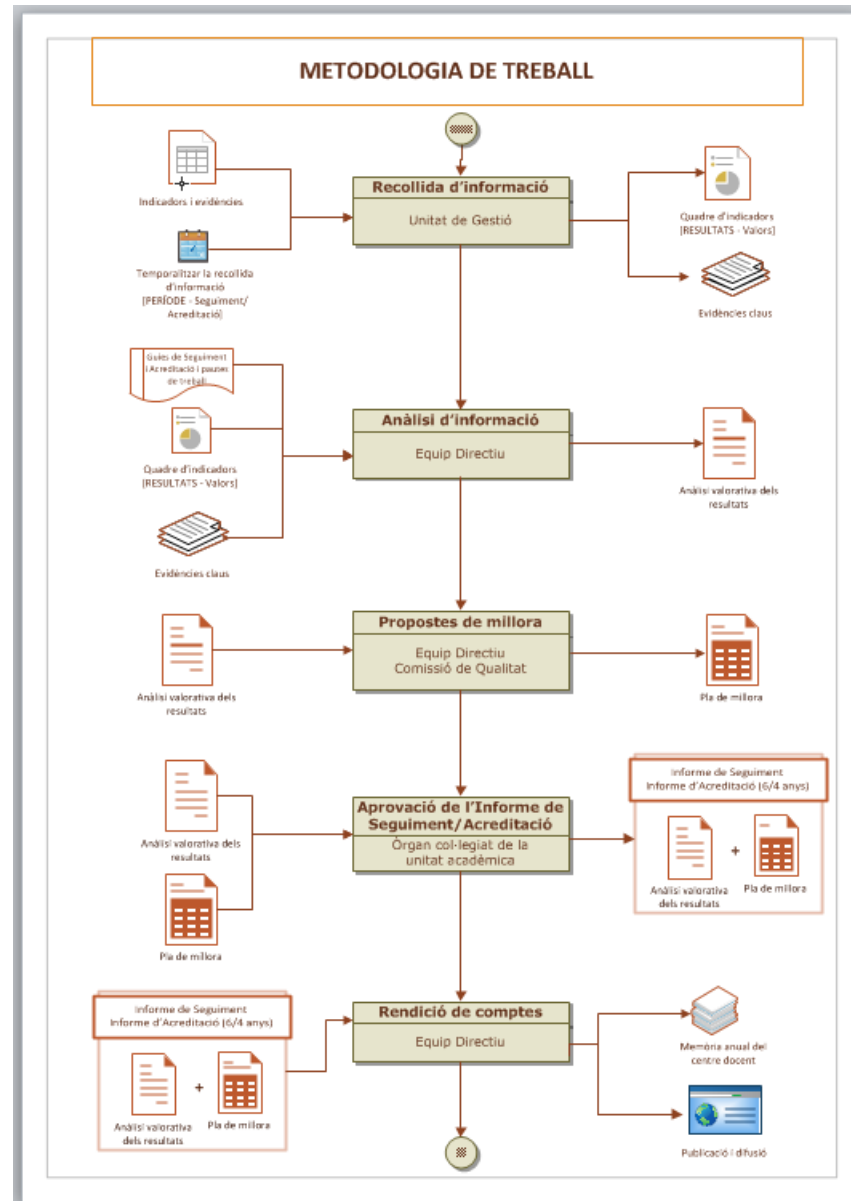 METODOLOGIA DE TREBALL
Indicadors i evidències
Temporalitzar la recollida
d'informació
[PERÍODE - Seguiment/
Acreditació]
Recollida d'informació
Unitat de Gestió
Quadre d'indicadors
[RESULTATS - Valors]
Evidències claus
Guies de Seguiment
i Acreditació i pautes
de treball
Quadre d'indicadors
[RESULTATS - Valors]
Evidències claus
Anàlisi d'informació
Equip Directiu
Anàlisi valorativa dels
resultats
Anàlisi valorativa dels
resultats
Propostes de millora
Equip Directiu
Comissió de Qualitat
Pla de millora
Anàlisi valorativa dels
resultats
Pla de millora
Aprovació de l'Informe de
Seguiment/Acreditació
Òrgan col·legiat de la
unitat acadèmica
Informe de Seguiment
Informe d'Acreditació (6/4 anys)
Anàlisi valorativa
dels resultats
+
Pla de millora
Informe de Seguiment
Informe d'Acreditació (6/4 anys)
Anàlisi valorativa
dels resultats
+
Pla de millora
Rendició de comptes
Equip Directiu
Memòria anual del
centre docent
Publicació i difusió